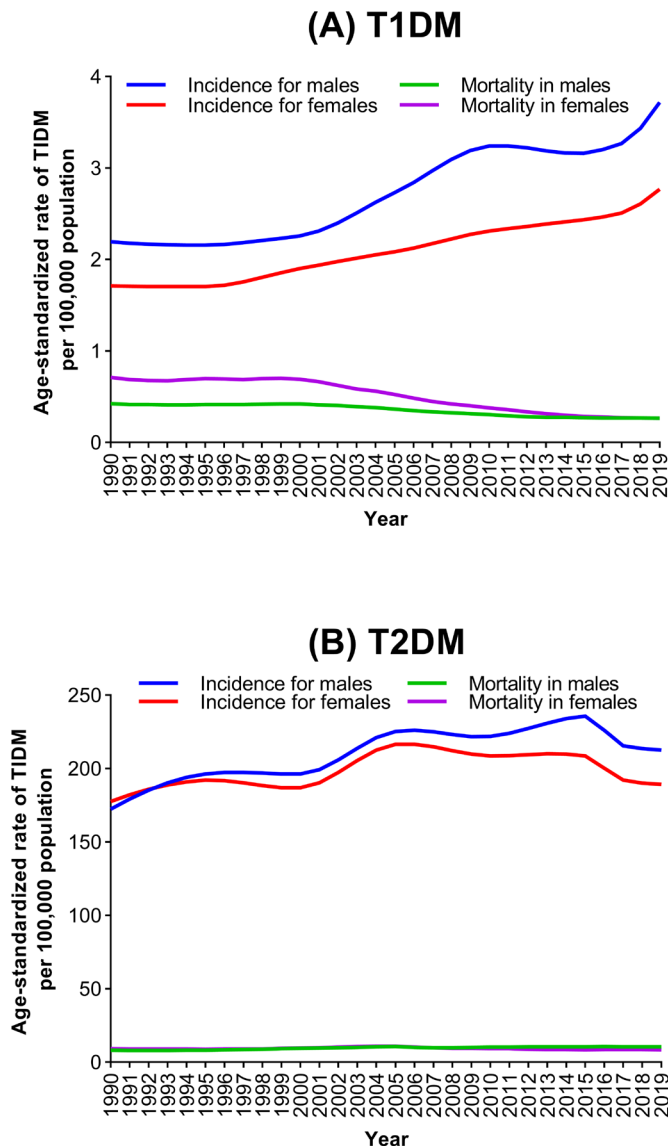 (A) T1DM
Incidence for males
Mortality in males
Incidence for females
Mortality in females
Age-standardized rate of TIDM
per 100,000 population
4
3
2
1
0
1990 1991 1992 1993 1994 1995 1996 1997 1998 1999 2000 2001 2002 2003 2004 2005 2006 2007 2008 2009 2010 2011 2012 2013 2014 2015 2016 2017 2018 2019
Year
(B) T2DM
Incidence for males
Mortality in males
Incidence for females
Mortality in females
Age-standardized rate of TIDM
per 100,000 population
250
200
150
100
50
0
1990 1991 1992 1993 1994 1995 1996 1997 1998 1999 2000 2001 2002 2003 2004 2005 2006 2007 2008 2009 2010 2011 2012 2013 2014 2015 2016 2017 2018 2019
Year